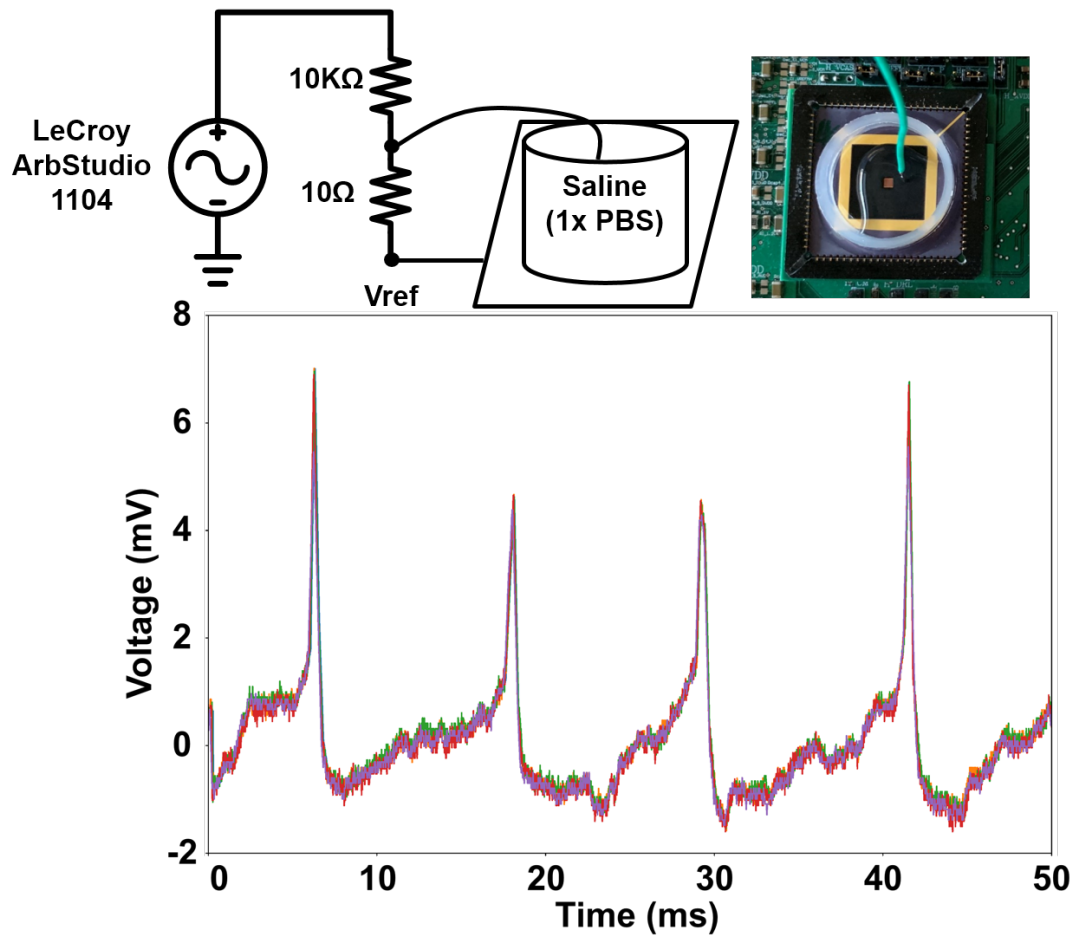 LeCroy
ArbStudio
1104
10KΩ
10Ω
Vref
Saline
(1x PBS)
Voltage (mV)
8
6
4
2
0
-2
0
10
20
30
40
50
Time (ms)